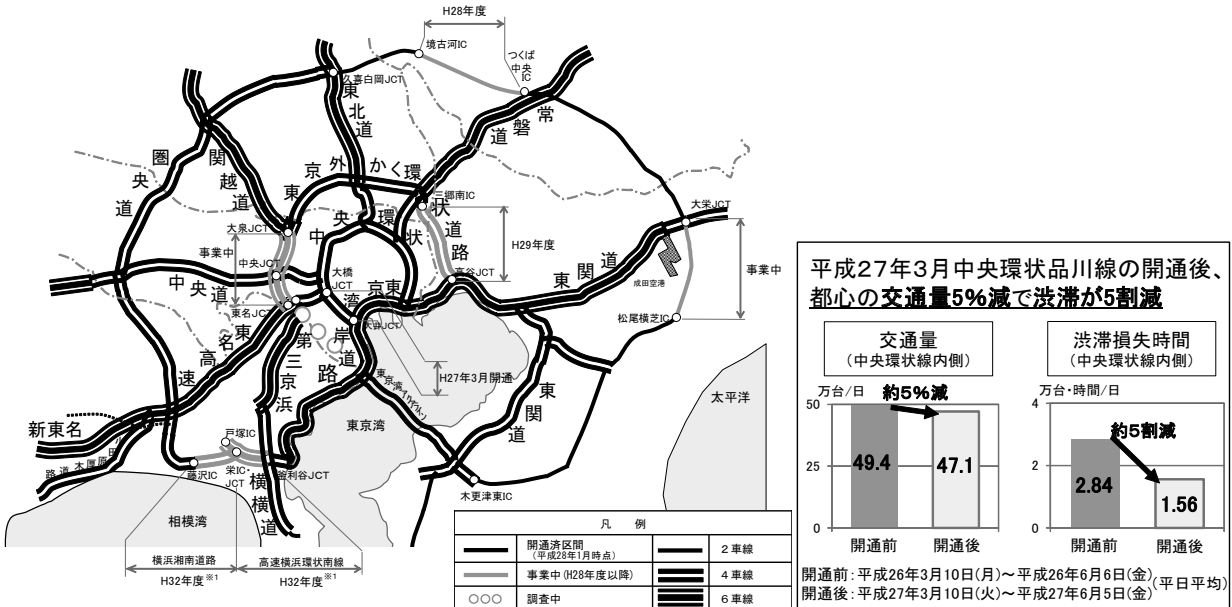 H28年度
境古河IC
つくば
中央
IC
久喜白岡JCT
東北道
常磐道
圏央道
関越道
東京外かく環状道路
三郷南IC
大泉JCT
中央環状
大栄JCT
事業中
H29年度
中央JCT
大橋
JCT
高谷JCT
中央道
東関道
成田空港
事業中
東名JCT
大井JCT
松尾横芝IC
東名高速
第三京浜
東京湾岸道路
H27年3月開通
東京湾アクアライン
東関道
太平洋
新東名
小田原厚木道路
戸塚IC
東京湾
藤沢IC
栄IC・
JCT
釜利谷JCT
横横道
木更津東IC
相模湾
横浜湘南道路
高速横浜環状南線
H32年度※1
H32年度※1
凡 例
開通済区間
(平成28年1月時点)
2車線
事業中(H28年度以降)
4車線
調査中
6車線
平成27年3月中央環状品川線の開通後、
都心の交通量5%減で渋滞が5割減
交通量
(中央環状線内側)
万台/日
約5%減
50
25
0
49.4
47.1
開通前
開通後
渋滞損失時間
(中央環状線内側)
万台・時間/日
約5割減
4
2
0
2.84
1.56
開通前
開通後
開通前:平成26年3月10日(月)~平成26年6月6日(金)
開通後:平成27年3月10日(火)~平成27年6月5日(金)
(平日平均)